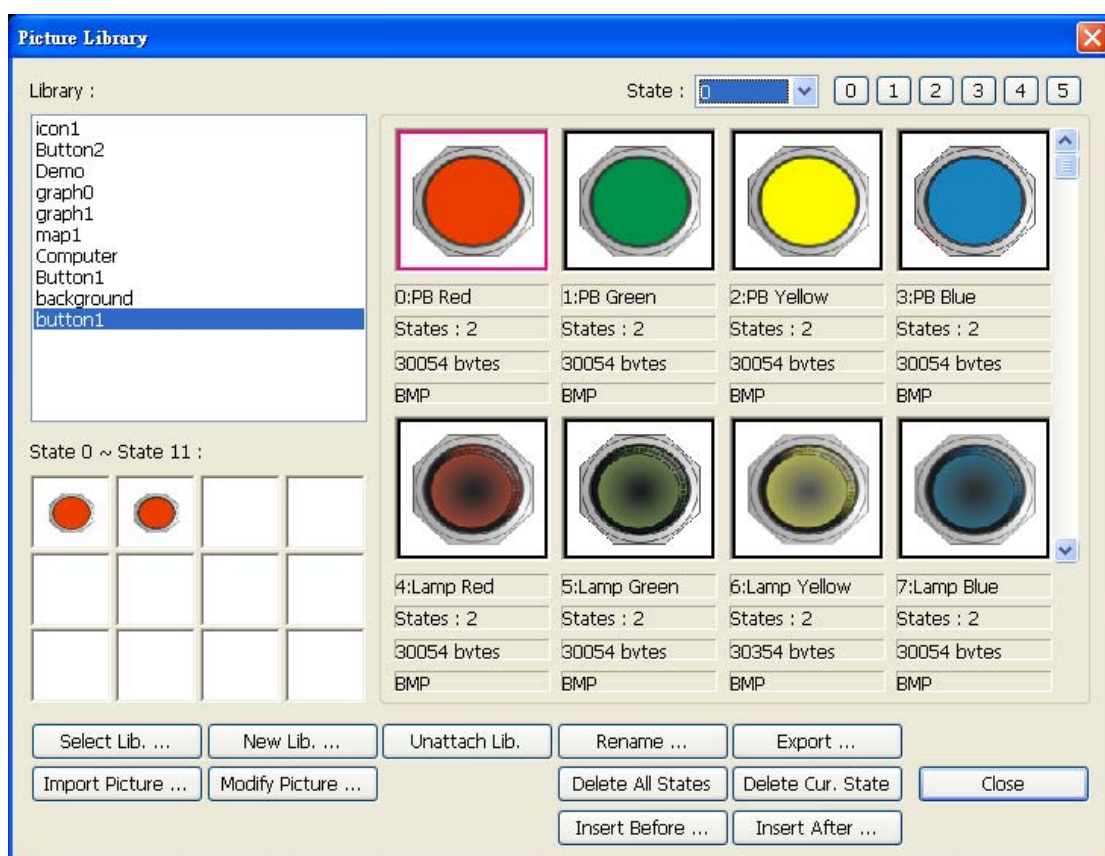 Picture Library
Library :
State : 0 0 1 2 3 4 5
icon1
Button2
Demo
graph0
graph1
map1
Computer
Button1
background
button1
0:PB Red 1:PB Green 2:PB Yellow 3:PB Blue
States : 2 States : 2 States : 2 States : 2
30054 bytes 30054 bytes 30054 bytes 30054 bytes
BMP BMP BMP BMP
State 0 ~ State 11 :
4:Lamp Red 5:Lamp Green 6:Lamp Yellow 7:Lamp Blue
States : 2 States : 2 States : 2 States : 2
30054 bytes 30054 bytes 30354 bytes 30054 bytes
BMP BMP BMP BMP
Select Lib. ... New Lib. ... Unattach Lib. Rename ... Export ...
Import Picture ... Modify Picture ... Delete All States Delete Cur. State Close
Insert Before ... Insert After ...